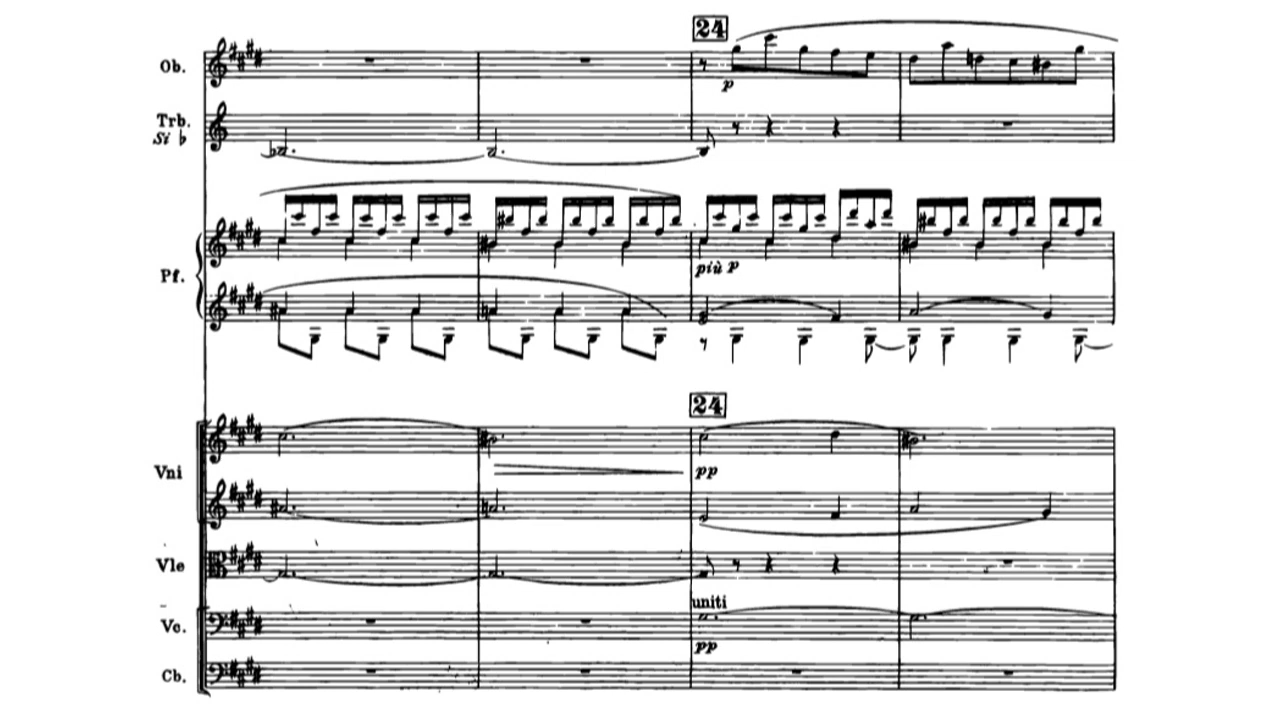 24
Ob.
p
Trb.
Si ♭
Pf.
più p
24
Vni
pp
Vle
uniti
Vc.
pp
Cb.